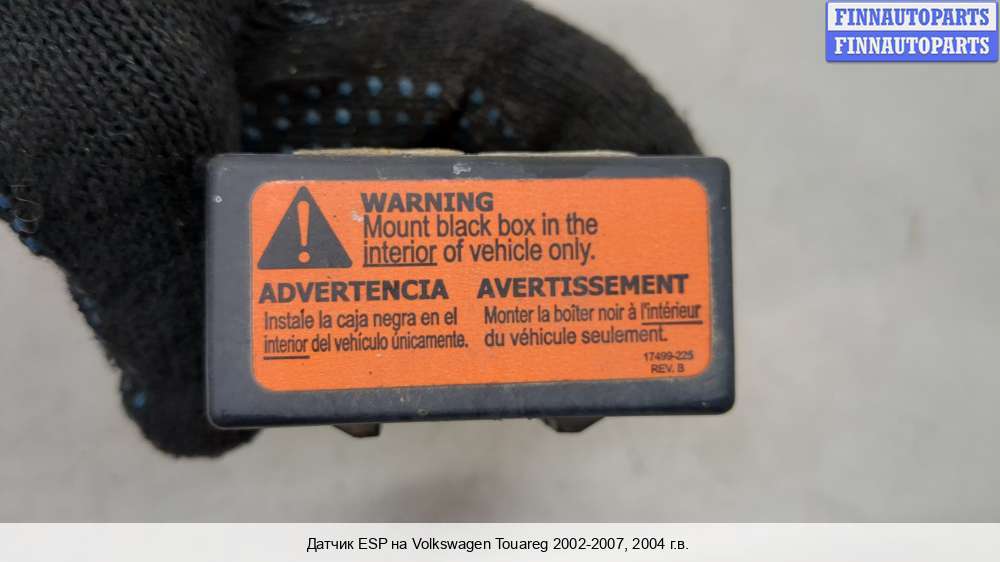 FINNAUTOPARTS
FINNAUTOPARTS
WARNING
Mount black box in the
interior of vehicle only.
ADVERTENCIA
Instale la caja negra en el
interior del vehículo únicamente.
AVERTISSEMENT
Monter la boîter noir à l'intérieur
du véhicule seulement.
17499-225
REV. B
Датчик ESP на Volkswagen Touareg 2002-2007, 2004 г.в.